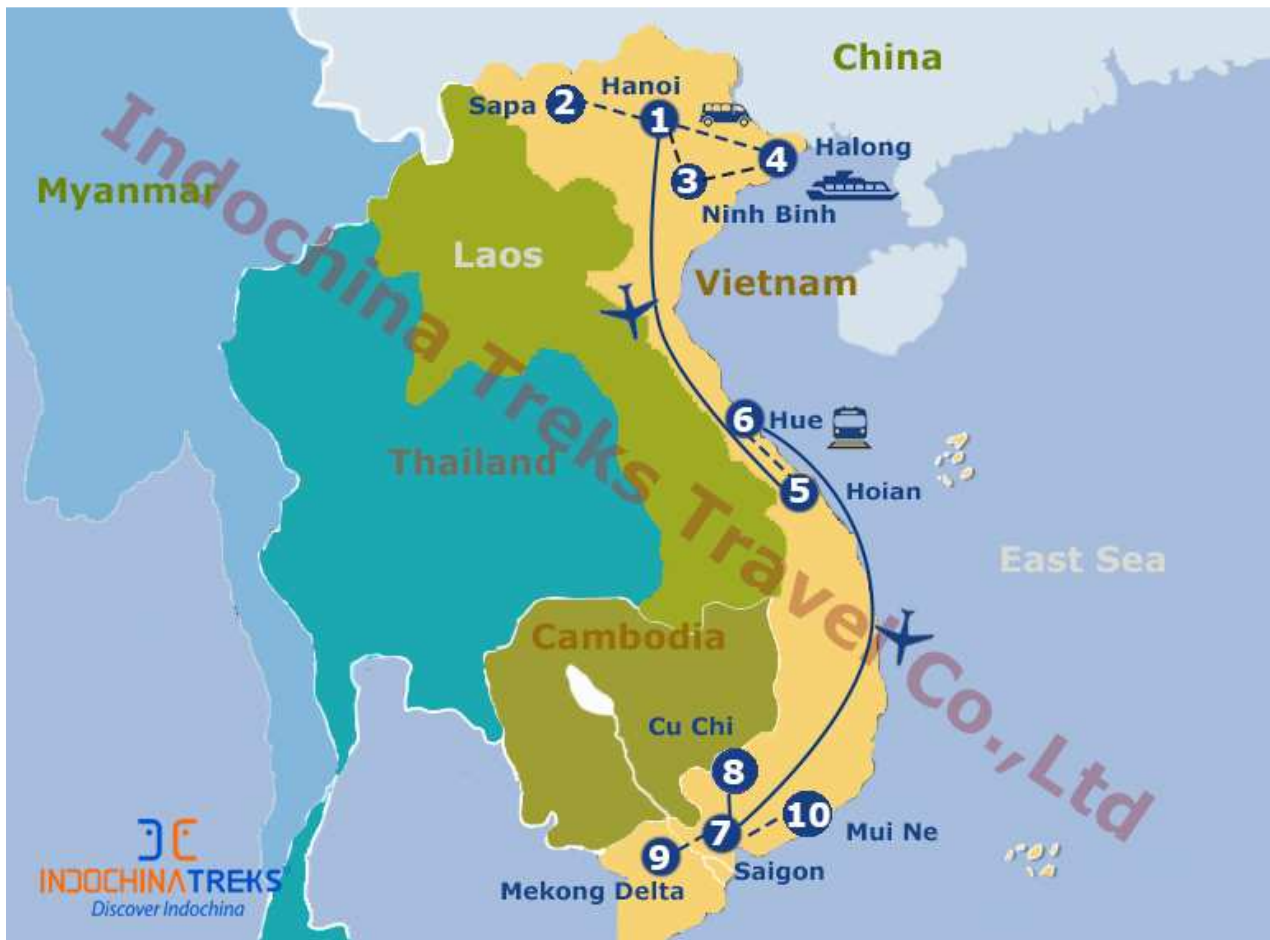 China
Hanoi
Sapa
2
1
Halong
4
Myanmar
3
Ninh Binh
Laos
Vietnam
6
Hue
Thailand
5
Hoian
East Sea
Cambodia
Cu Chi
8
10
7
Mui Ne
9
Saigon
Mekong Delta
Indochina Treks Travel Co.,Ltd
INDOCHINATREKS
Discover Indochina